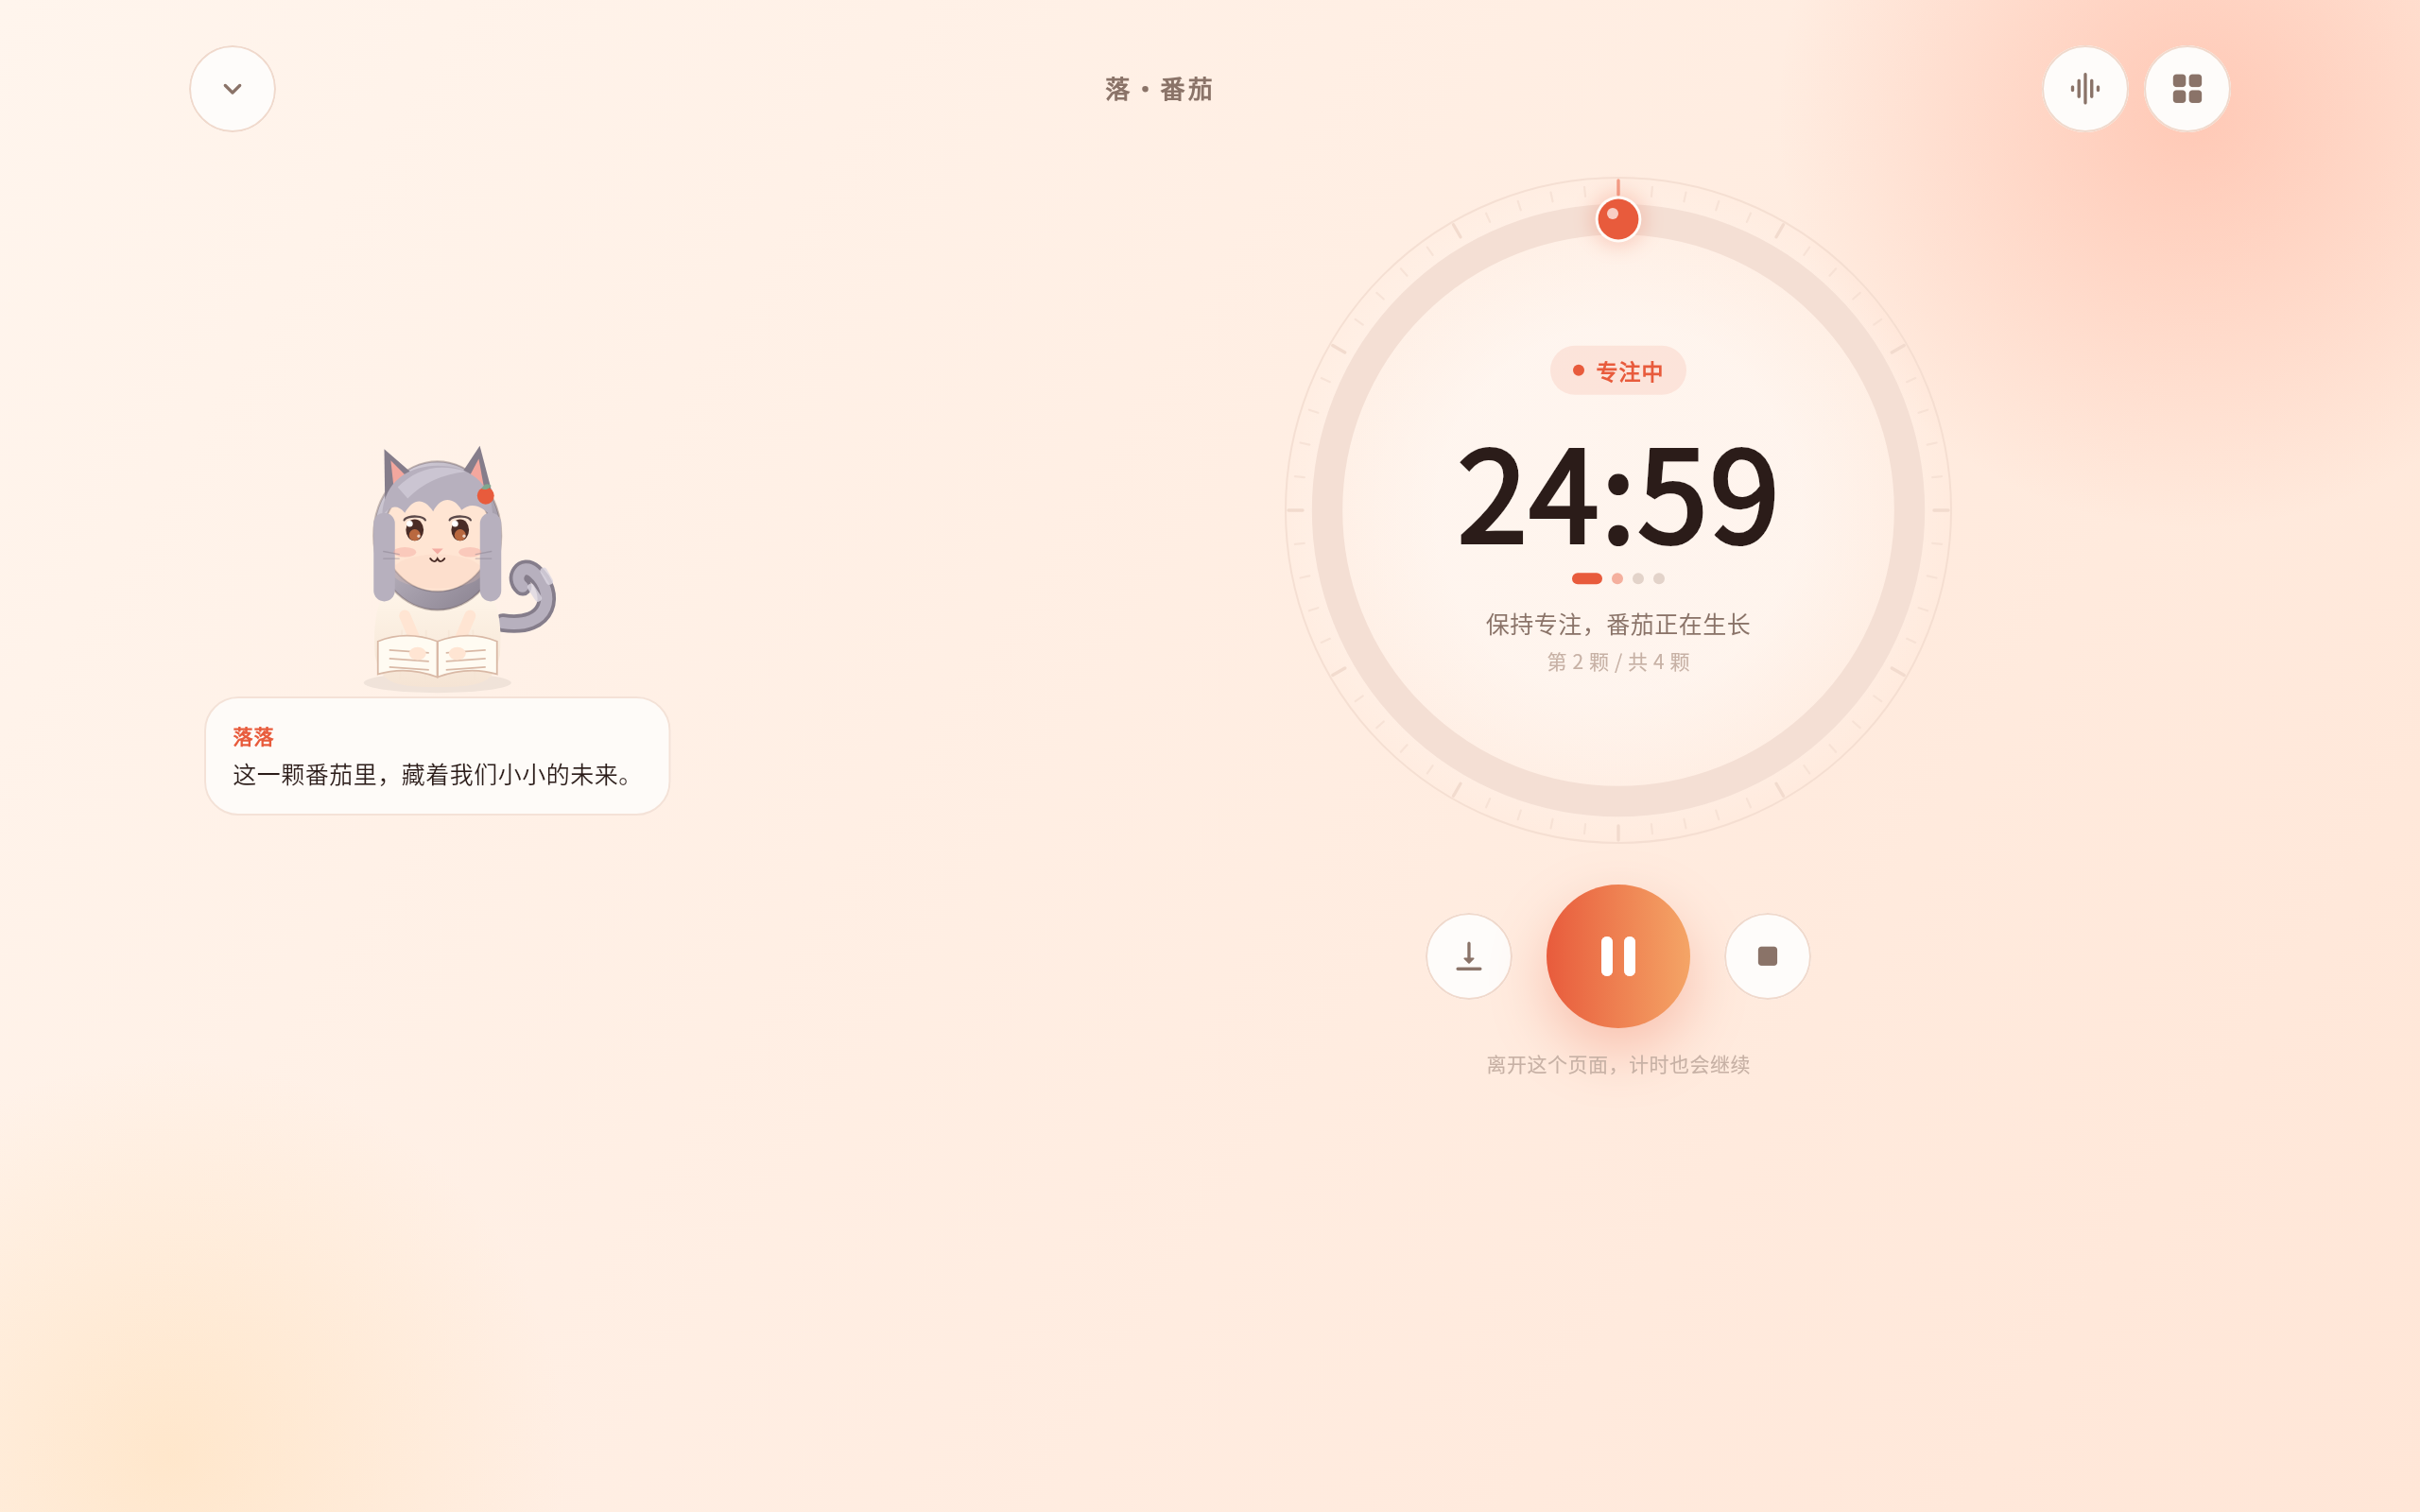 落·番茄
专注中
24:59
保持专注，番茄正在生长
第 2 颗 / 共 4 颗
落落
这一颗番茄里，藏着我们小小的未来。
离开这个页面，计时也会继续